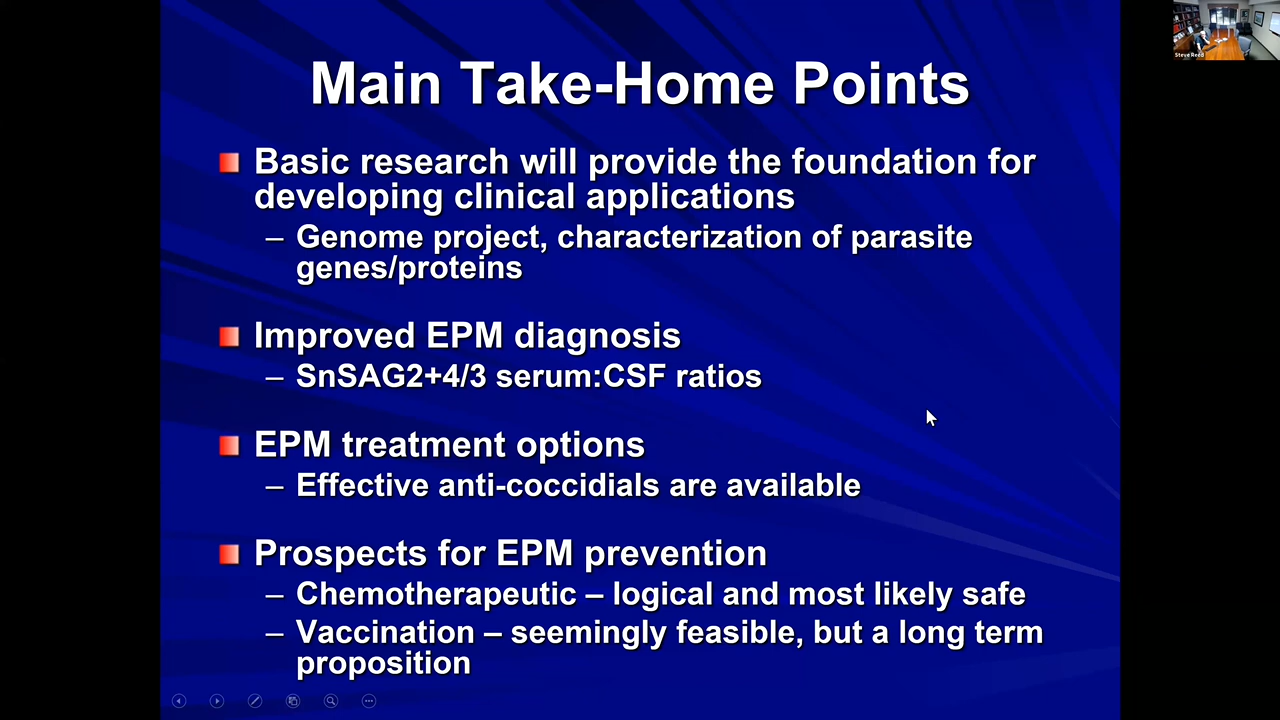 Main Take-Home Points
Basic research will provide the foundation for
developing clinical applications
– Genome project, characterization of parasite
genes/proteins
Improved EPM diagnosis
– SnSAG2+4/3 serum:CSF ratios
EPM treatment options
– Effective anti-coccidials are available
Prospects for EPM prevention
– Chemotherapeutic – logical and most likely safe
– Vaccination – seemingly feasible, but a long term
proposition
Steve Reed